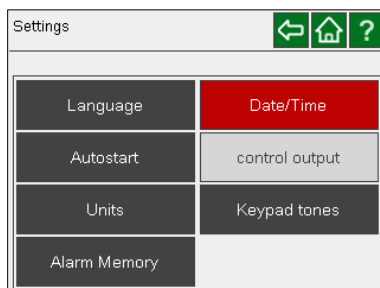 Settings
?
Language
Date/Time
Autostart
control output
Units
Keypad tones
Alarm Memory